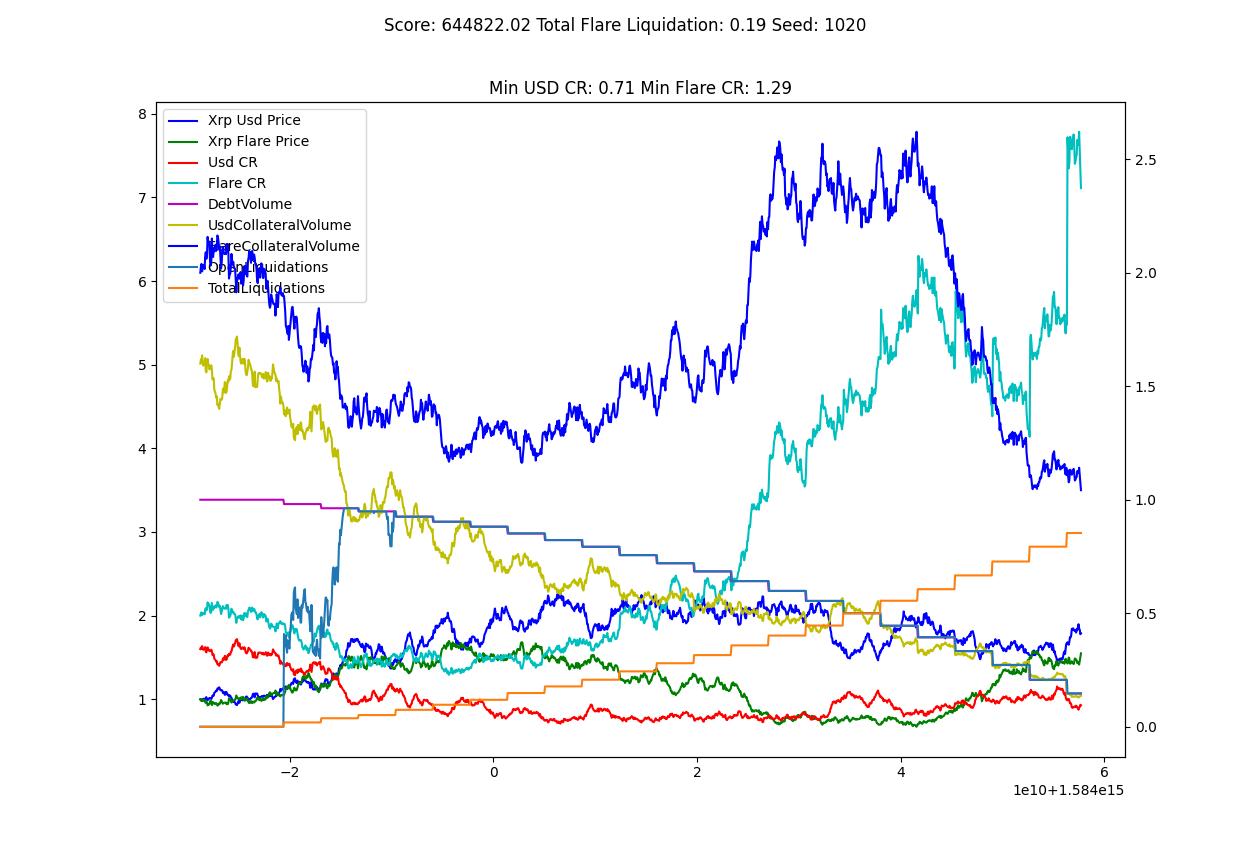 Score: 644822.02 Total Flare Liquidation: 0.19 Seed: 1020
Min USD CR: 0.71 Min Flare CR: 1.29
Xrp Usd Price
Xrp Flare Price
Usd CR
Flare CR
DebtVolume
UsdCollateralVolume
FlareCollateralVolume
OpenLiquidations
TotalLiquidations
8
7
6
5
4
3
2
1
2.5
2.0
1.5
1.0
0.5
0.0
−2
0
2
4
6
1e10+1.584e15